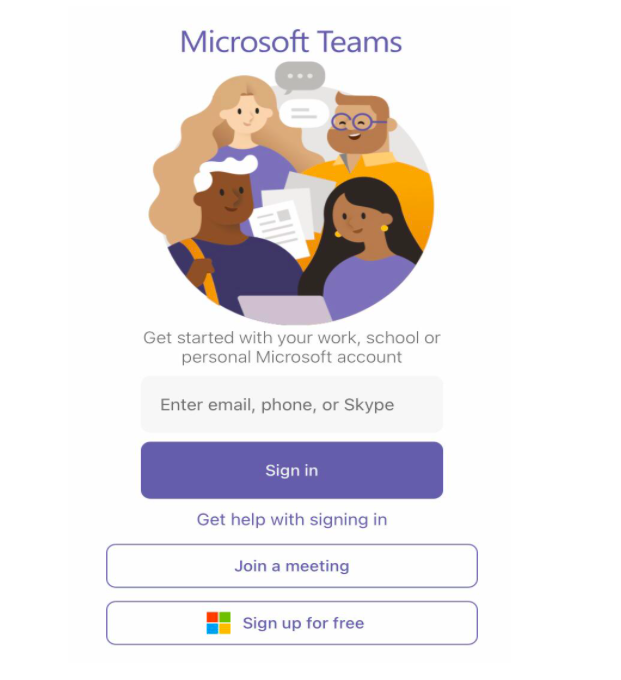 Microsoft Teams
Get started with your work, school or
personal Microsoft account
Enter email, phone, or Skype
Sign in
Get help with signing in
Join a meeting
Sign up for free